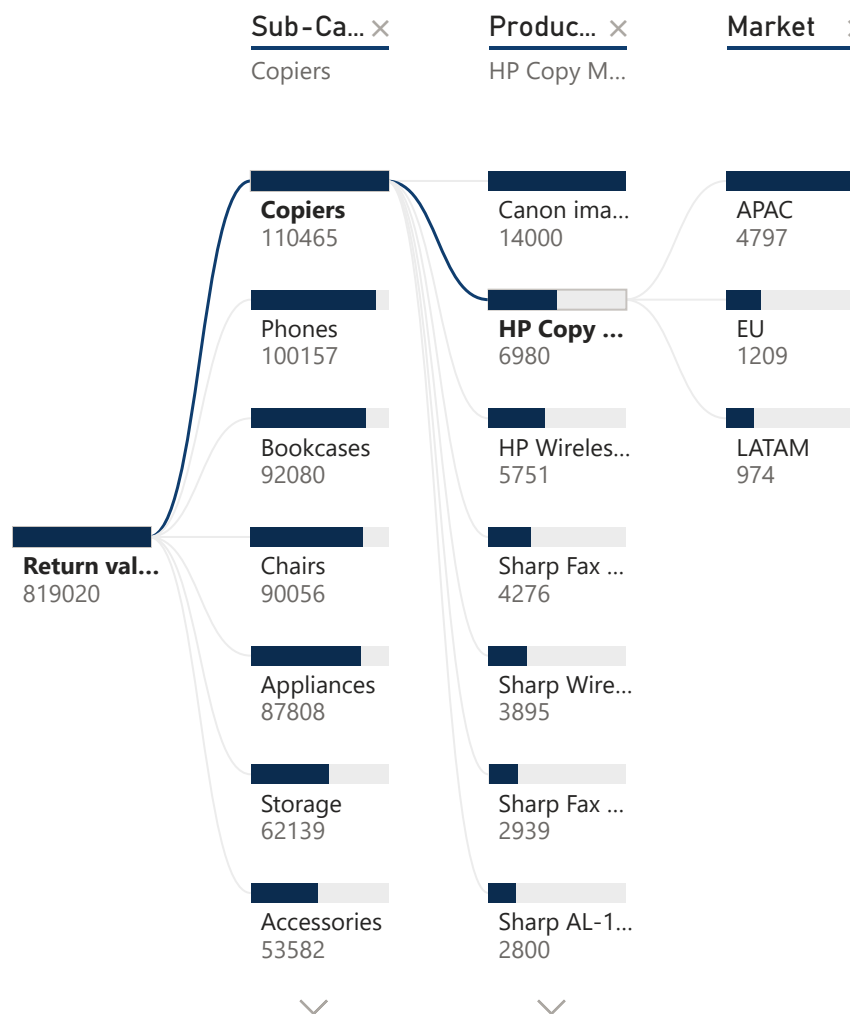 Sub-Ca...
Copiers
Produc...
HP Copy M...
Market
Return val...
819020
Copiers
110465
Phones
100157
Bookcases
92080
Chairs
90056
Appliances
87808
Storage
62139
Accessories
53582
Canon ima...
14000
HP Copy ...
6980
HP Wireles...
5751
Sharp Fax ...
4276
Sharp Wire...
3895
Sharp Fax ...
2939
Sharp AL-1...
2800
APAC
4797
EU
1209
LATAM
974